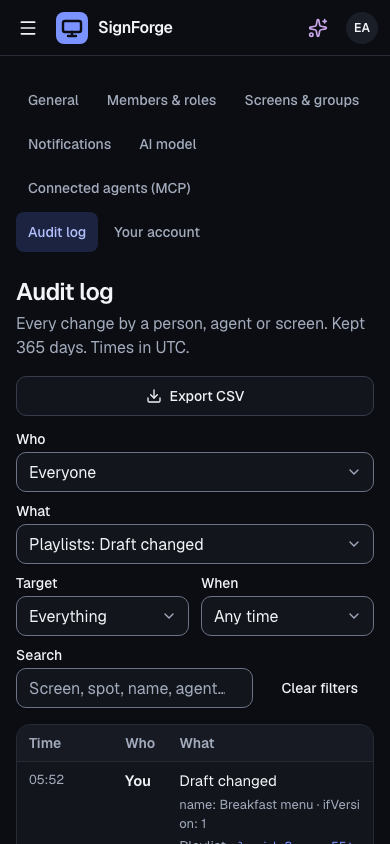 SignForge
EA
General Members & roles Screens & groups
Notifications AI model
Connected agents (MCP)
Audit log Your account
Audit log
Every change by a person, agent or screen. Kept
365 days. Times in UTC.
Export CSV
Who
Everyone
What
Playlists: Draft changed
Target When
Everything Any time
Search
Screen, spot, name, agent…
Clear filters
Time Who What
05:52 You Draft changed
name: Breakfast menu · ifVersi
on: 1